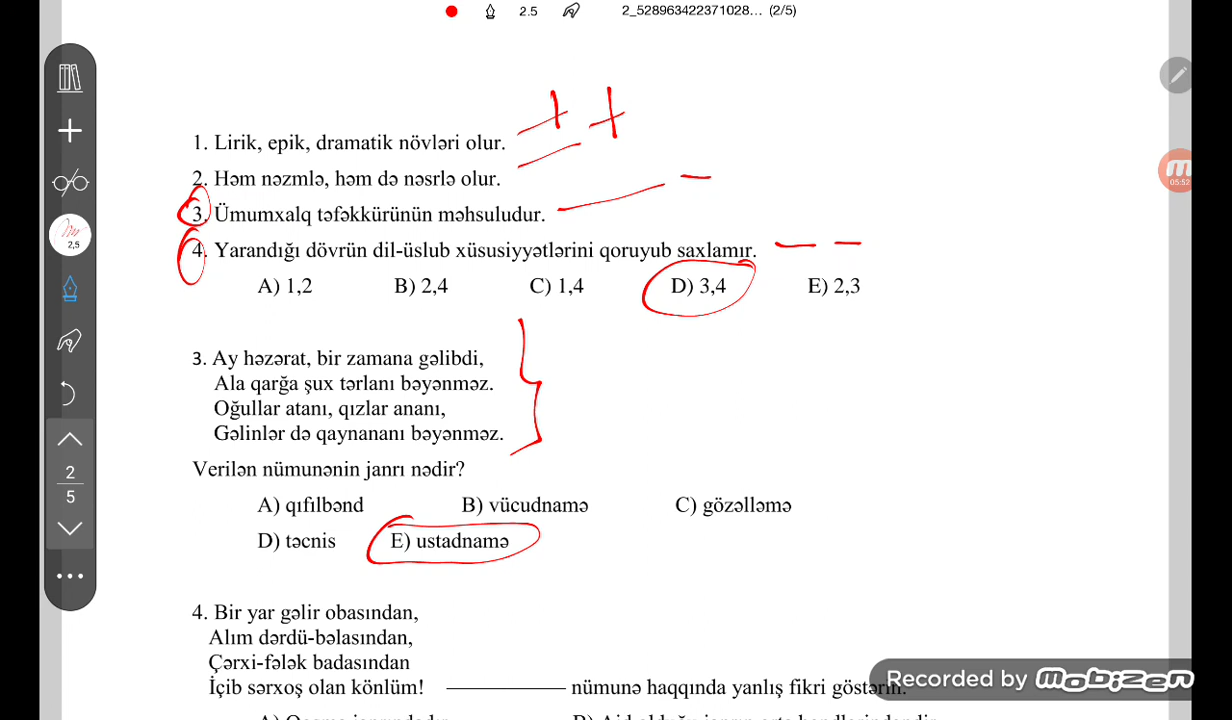 2.5 2_528963422371028... (2/5)
1. Lirik, epik, dramatik növləri olur.
2. Həm nəzmlə, həm də nəsrlə olur.
3. Ümumxalq təfəkkürünün məhsuludur.
4. Yarandığı dövrün dil-üslub xüsusiyyətlərini qoruyub saxlamır.
A) 1,2 B) 2,4 C) 1,4 D) 3,4 E) 2,3
3. Ay həzərat, bir zamana gəlibdi,
Ala qarğa şux tərlanı bəyənməz.
Oğullar atanı, qızlar ananı,
Gəlinlər də qaynananı bəyənməz.
Verilən nümunənin janrı nədir?
A) qıfılbənd B) vücudnamə C) gözəlləmə
D) təcnis E) ustadnamə
4. Bir yar gəlir obasından,
Alım dərdü-bəlasından,
Çərxi-fələk badasından
İçib sərxoş olan könlüm! nümunə haqqında yanlış fikri göstərin.
2,5
2
5
05:52
Recorded by mobizen